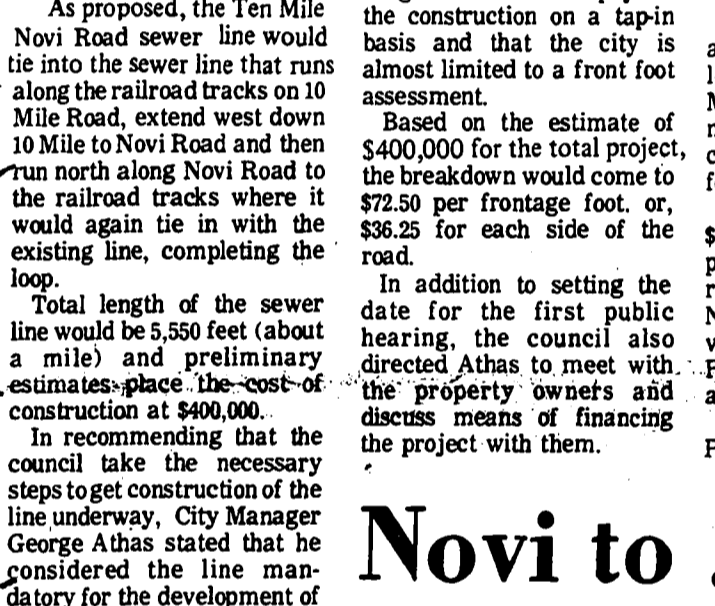 As proposed, the Ten Mile
Novi Road sewer line would
tie into the sewer line that runs
along the railroad tracks on 10
Mile Road, extend west down
10 Mile to Novi Road and then
run north along Novi Road to
the railroad tracks where it
would again tie in with the
existing line, completing the
loop.
Total length of the sewer
line would be 5,550 feet (about
a mile) and preliminary
estimates place the cost of
construction at $400,000.
In recommending that the
council take the necessary
steps to get construction of the
line underway, City Manager
George Athas stated that he
considered the line man-
datory for the development of
the construction on a tap-in
basis and that the city is
almost limited to a front foot
assessment.
Based on the estimate of
$400,000 for the total project,
the breakdown would come to
$72.50 per frontage foot. or,
$36.25 for each side of the
road.
In addition to setting the
date for the first public
hearing, the council also
directed Athas to meet with
the property owners and
discuss means of financing
the project with them.
Novi to